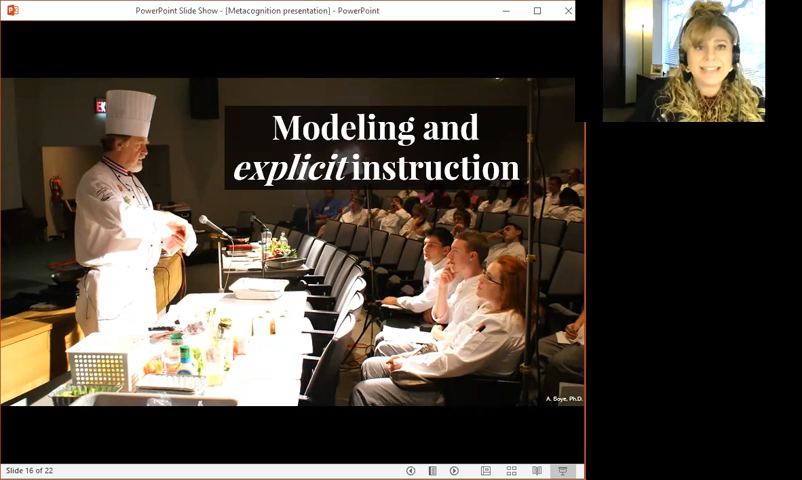 PowerPoint Slide Show - [Metacognition presentation] - PowerPoint
Modeling and
explicit instruction
A. Boye, Ph.D.
Slide 16 of 22